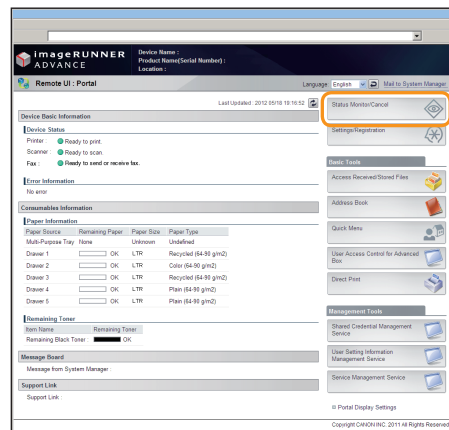 imageRUNNER
ADVANCE
Device Name :
Product Name(Serial Number) :
Location :
Remote UI : Portal
Language: English Mail to System Manager
Last Updated : 2012 05/18 19:16:52
Device Basic Information
Device Status
Printer : Ready to print.
Scanner : Ready to scan.
Fax : Ready to send or receive fax.
Error Information
No error
Consumables Information
Paper Information
Paper Source Remaining Paper Paper Size Paper Type
Multi-Purpose Tray None Unknown Undefined
Drawer 1 OK LTR Recycled (64-90 g/m2)
Drawer 2 OK LTR Color (64-90 g/m2)
Drawer 3 OK LTR Recycled (64-90 g/m2)
Drawer 4 OK LTR Plain (64-90 g/m2)
Drawer 5 OK LTR Plain (64-90 g/m2)
Remaining Toner
Item Name Remaining Toner
Remaining Black Toner : OK
Message Board
Message from System Manager :
Support Link
Support Link :
Status Monitor/Cancel
Settings/Registration
Basic Tools
Access Received/Stored Files
Address Book
Quick Menu
User Access Control for Advanced
Box
Direct Print
Management Tools
Shared Credential Management
Service
User Setting Information
Management Service
Service Management Service
Portal Display Settings
Copyright CANON INC. 2011 All Rights Reserved